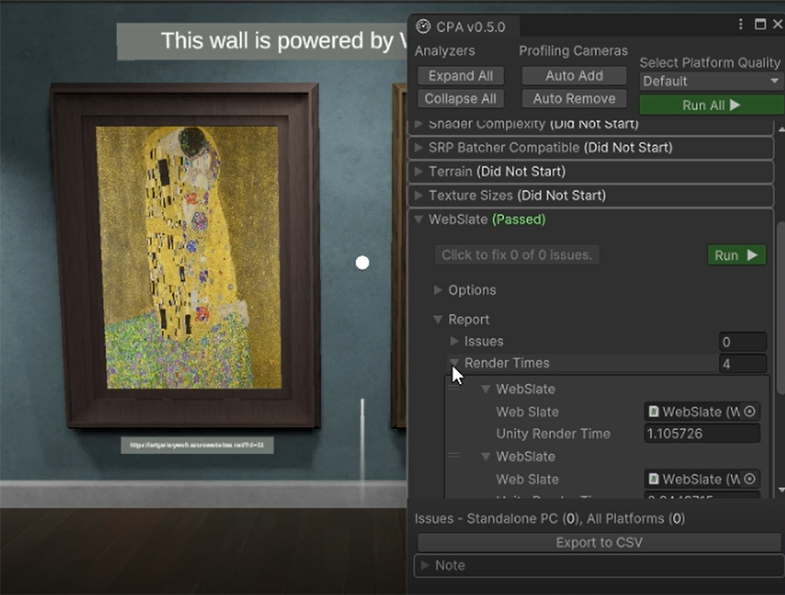 This wall is powered by
CPA v0.5.0
Analyzers
Profiling Cameras
Select Platform Quality
Expand All
Auto Add
Default
Collapse All
Auto Remove
Run All
Shader Complexity (Did Not Start)
SRP Batcher Compatible (Did Not Start)
Terrain (Did Not Start)
Texture Sizes (Did Not Start)
WebSlate (Passed)
Click to fix 0 of 0 issues.
Run
Options
Report
Issues
0
Render Times
4
WebSlate
Web Slate
WebSlate (W
Unity Render Time
1.105726
WebSlate
Web Slate
WebSlate (W
Issues - Standalone PC (0), All Platforms (0)
Export to CSV
Note